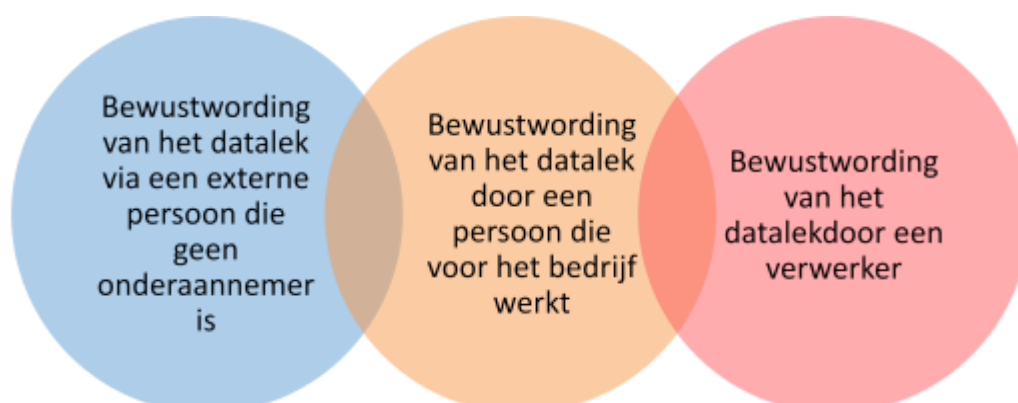 Bewustwording
van het datalek
via een externe
persoon die
geen
onderaannemer
is
Bewustwording
van het datalek
door een
persoon die
voor het bedrijf
werkt
Bewustwording
van het
datalekdoor een
verwerker